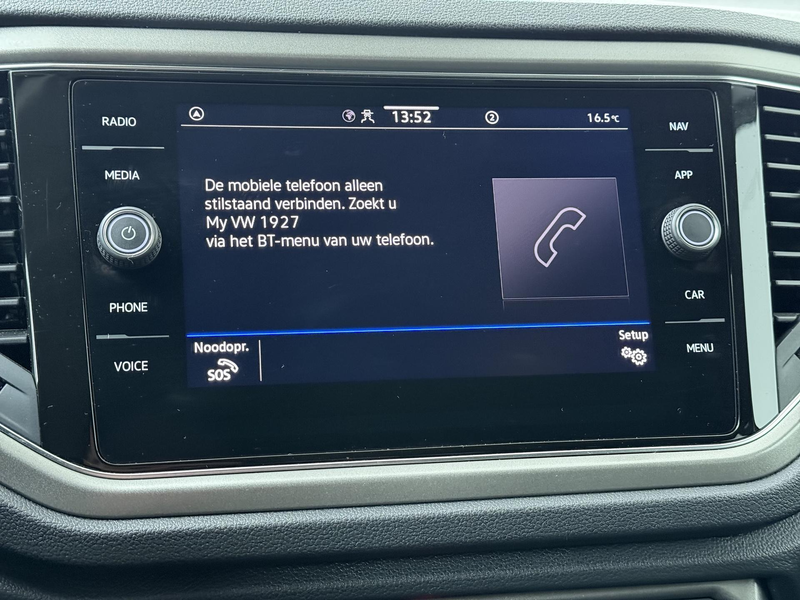 RADIO
MEDIA
PHONE
VOICE
13:52
2
16.5°C
De mobiele telefoon alleen
stilstaand verbinden. Zoekt u
My VW 1927
via het BT-menu van uw telefoon.
Noodopr.
SOS
Setup
NAV
APP
CAR
MENU